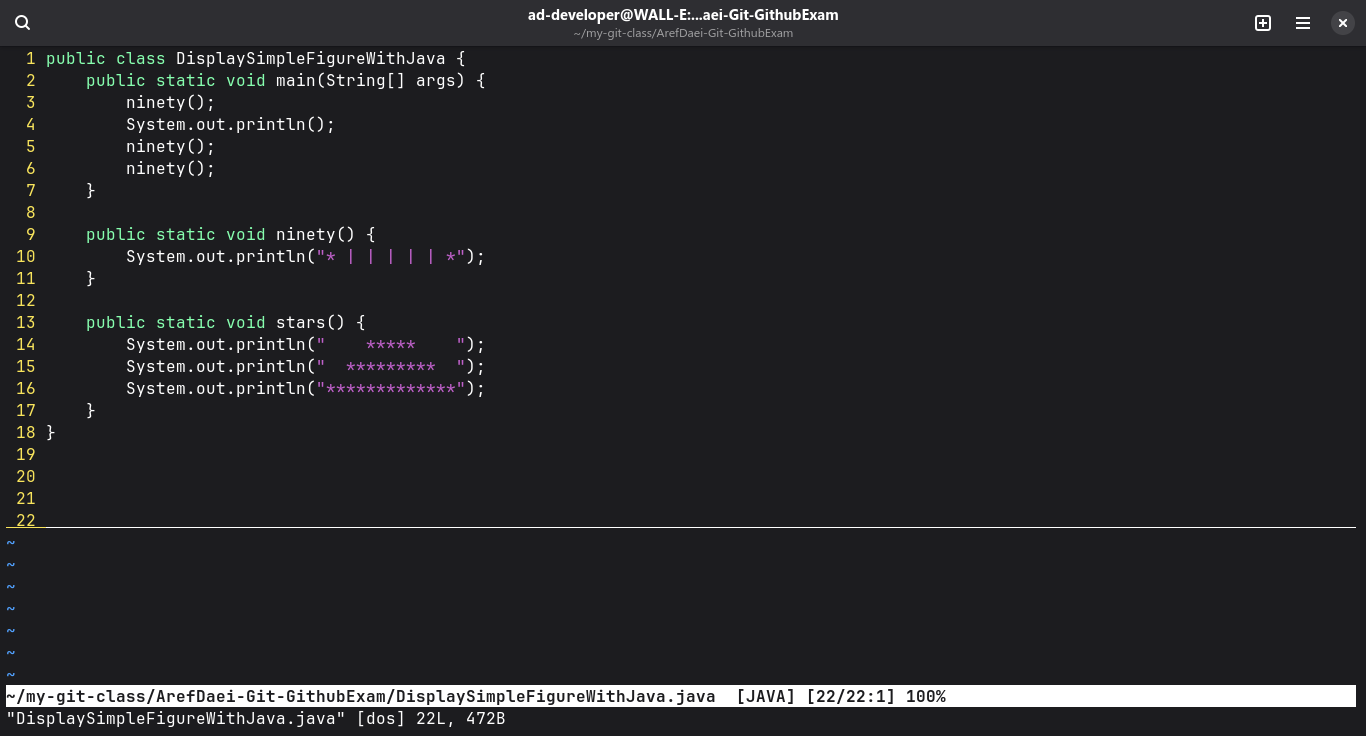 ad-developer@WALL-E:...aei-Git-GithubExam
~/my-git-class/ArefDaei-Git-GithubExam
1 public class DisplaySimpleFigureWithJava {
2     public static void main(String[] args) {
3         ninety();
4         System.out.println();
5         ninety();
6         ninety();
7     }
8
9     public static void ninety() {
10         System.out.println("* | | | | | *");
11     }
12
13     public static void stars() {
14         System.out.println("    *****    ");
15         System.out.println("  *********  ");
16         System.out.println("*************");
17     }
18 }
19
20
21
22
~
~
~
~
~
~
~
~/my-git-class/ArefDaei-Git-GithubExam/DisplaySimpleFigureWithJava.java  [JAVA] [22/22:1] 100%
"DisplaySimpleFigureWithJava.java" [dos] 22L, 472B